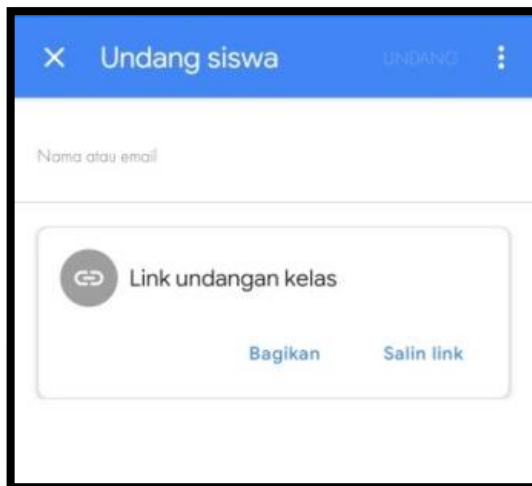 Undang siswa UNDANG
Nama atau email
Link undangan kelas
Bagikan Salin link